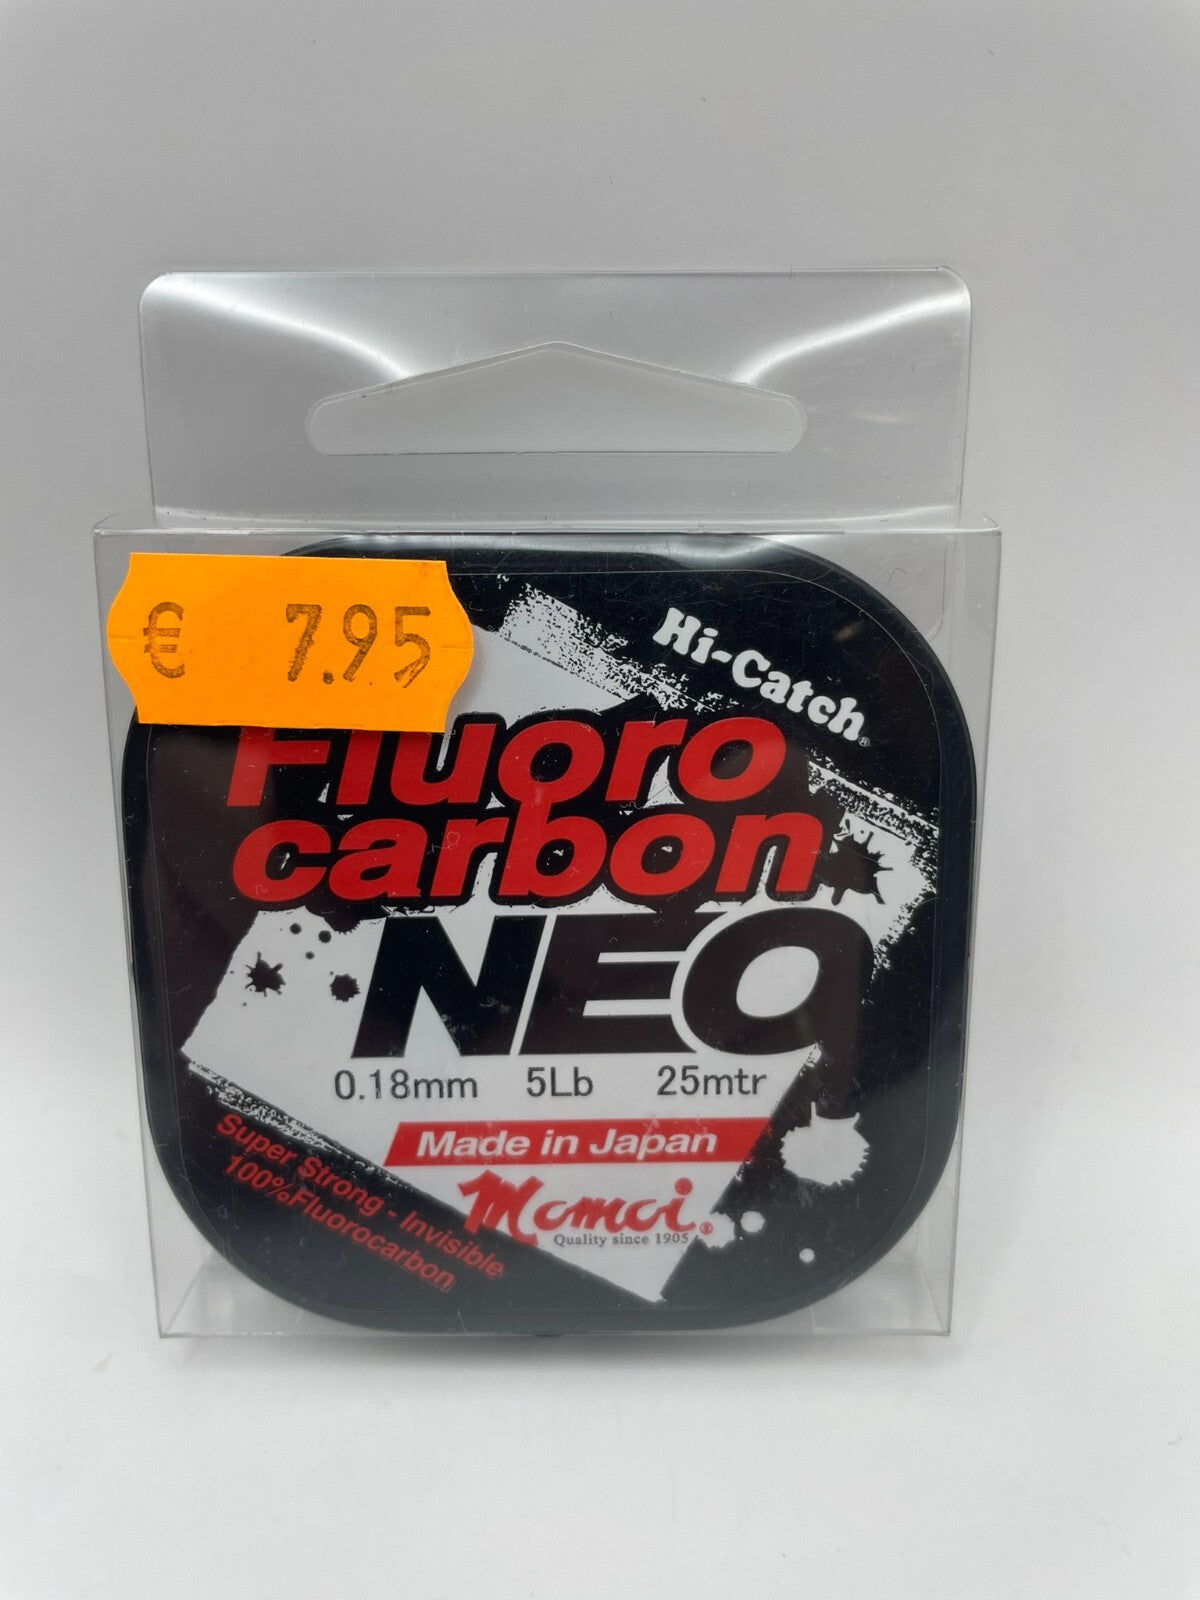 € 7.95
Hi-Catch®
Fluoro
carbon
NEO
0.18mm 5Lb 25mtr
Made in Japan
Momoi®
Quality since 1905
Super Strong - Invisible
100%Fluorocarbon